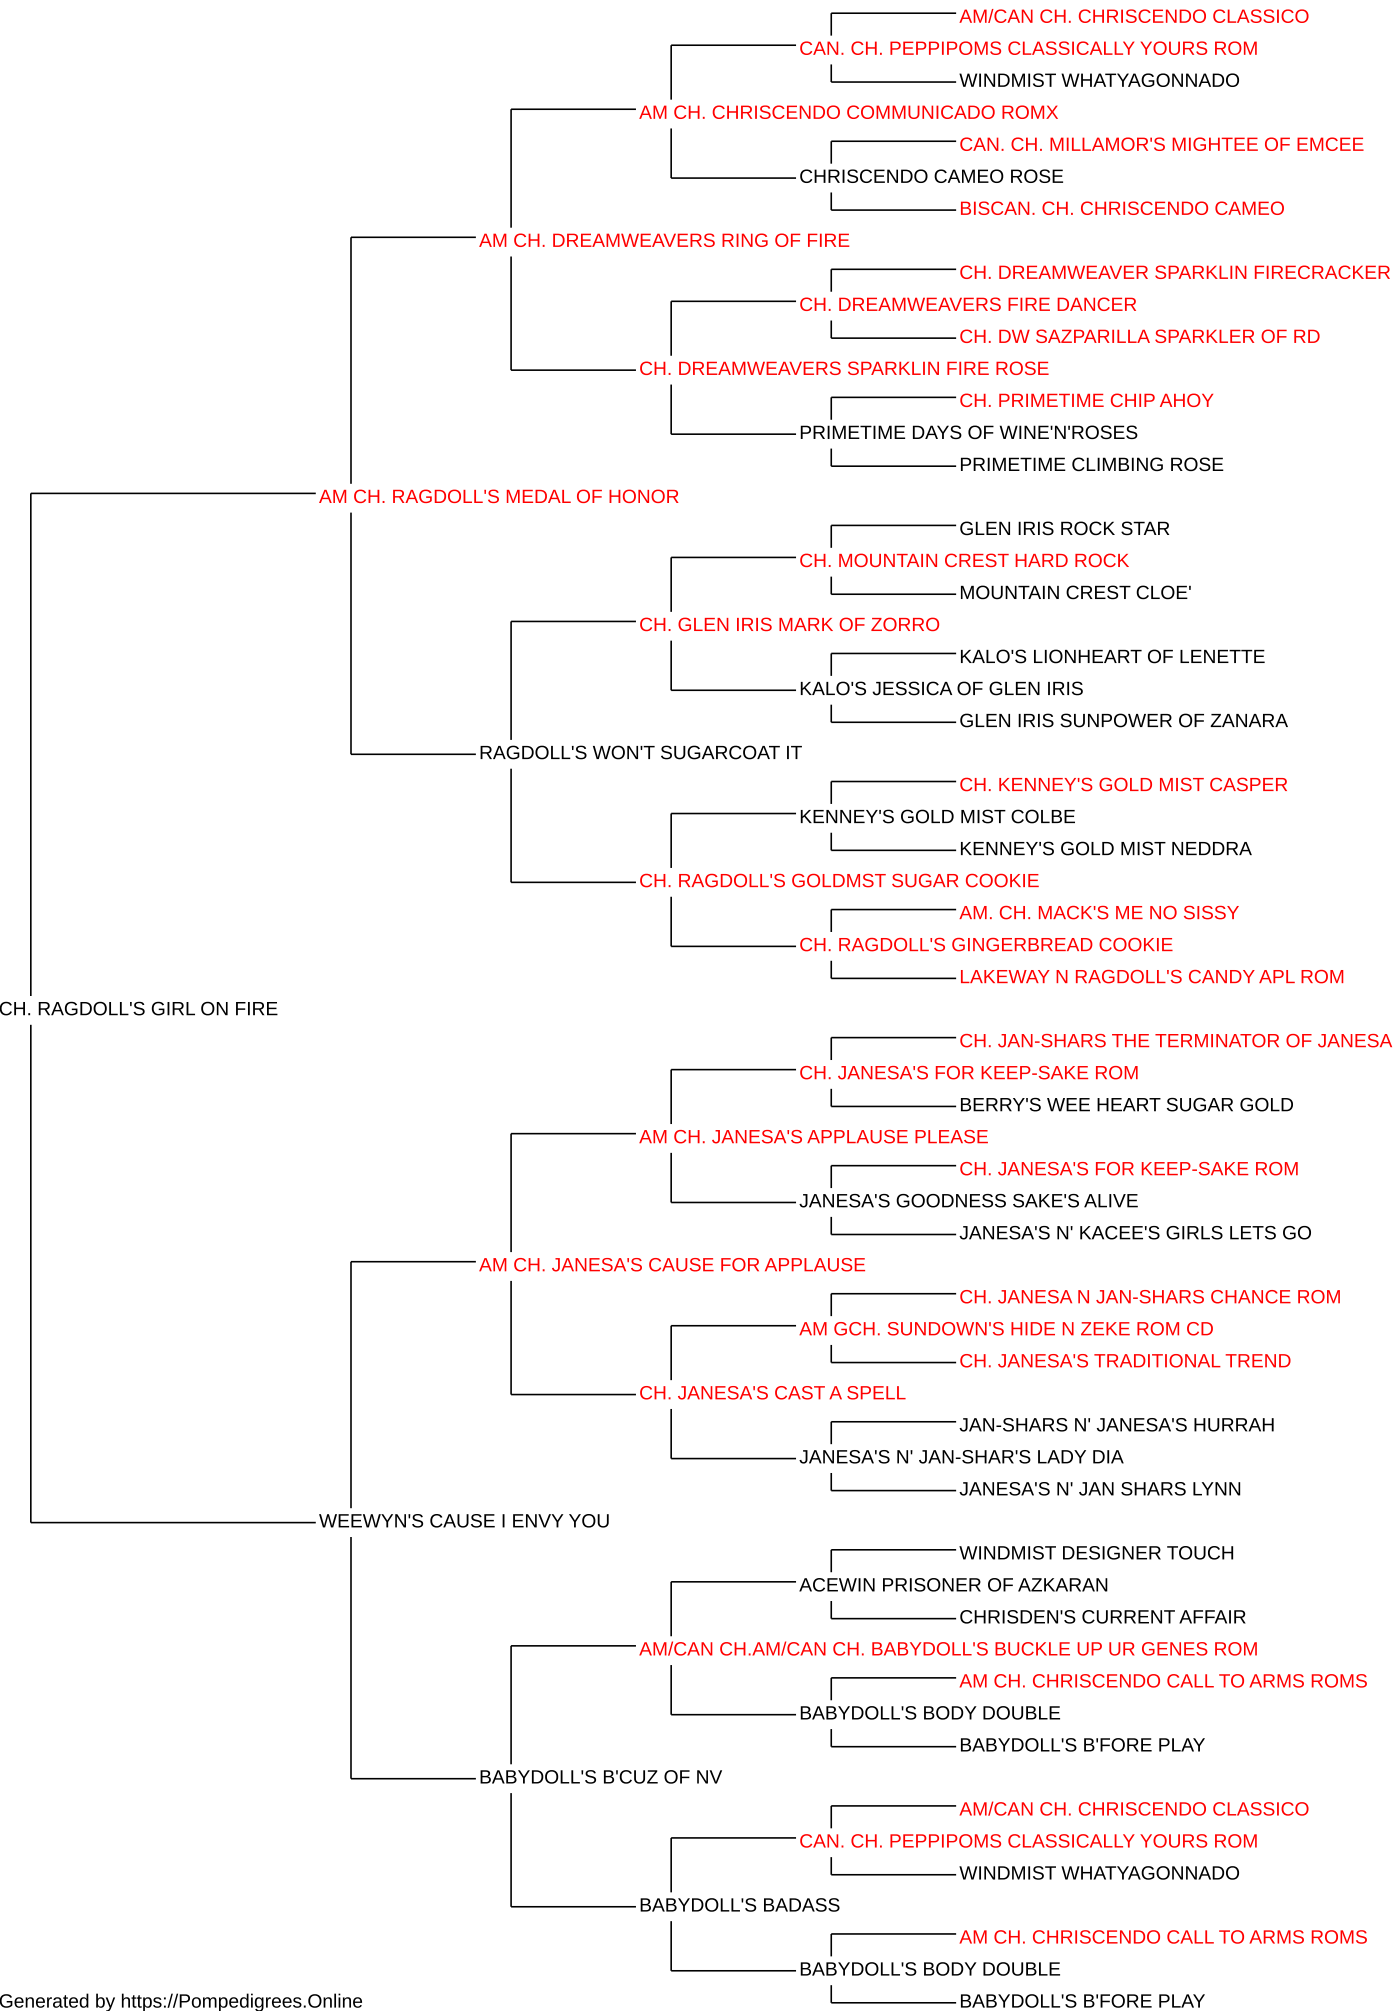 AM/CAN CH. CHRISCENDO CLASSICO
CAN. CH. PEPPIPOMS CLASSICALLY YOURS ROM
WINDMIST WHATYAGONNADO
AM CH. CHRISCENDO COMMUNICADO ROMX
CAN. CH. MILLAMOR'S MIGHTEE OF EMCEE
CHRISCENDO CAMEO ROSE
BISCAN. CH. CHRISCENDO CAMEO
AM CH. DREAMWEAVERS RING OF FIRE
CH. DREAMWEAVER SPARKLIN FIRECRACKER
CH. DREAMWEAVERS FIRE DANCER
CH. DW SAZPARILLA SPARKLER OF RD
CH. DREAMWEAVERS SPARKLIN FIRE ROSE
CH. PRIMETIME CHIP AHOY
PRIMETIME DAYS OF WINE'N'ROSES
PRIMETIME CLIMBING ROSE
AM CH. RAGDOLL'S MEDAL OF HONOR
GLEN IRIS ROCK STAR
CH. MOUNTAIN CREST HARD ROCK
MOUNTAIN CREST CLOE'
CH. GLEN IRIS MARK OF ZORRO
KALO'S LIONHEART OF LENETTE
KALO'S JESSICA OF GLEN IRIS
GLEN IRIS SUNPOWER OF ZANARA
RAGDOLL'S WON'T SUGARCOAT IT
CH. KENNEY'S GOLD MIST CASPER
KENNEY'S GOLD MIST COLBE
KENNEY'S GOLD MIST NEDDRA
CH. RAGDOLL'S GOLDMST SUGAR COOKIE
AM. CH. MACK'S ME NO SISSY
CH. RAGDOLL'S GINGERBREAD COOKIE
LAKEWAY N RAGDOLL'S CANDY APL ROM
CH. RAGDOLL'S GIRL ON FIRE
CH. JAN-SHARS THE TERMINATOR OF JANESA
CH. JANESA'S FOR KEEP-SAKE ROM
BERRY'S WEE HEART SUGAR GOLD
AM CH. JANESA'S APPLAUSE PLEASE
CH. JANESA'S FOR KEEP-SAKE ROM
JANESA'S GOODNESS SAKE'S ALIVE
JANESA'S N' KACEE'S GIRLS LETS GO
AM CH. JANESA'S CAUSE FOR APPLAUSE
CH. JANESA N JAN-SHARS CHANCE ROM
AM GCH. SUNDOWN'S HIDE N ZEKE ROM CD
CH. JANESA'S TRADITIONAL TREND
CH. JANESA'S CAST A SPELL
JAN-SHARS N' JANESA'S HURRAH
JANESA'S N' JAN-SHAR'S LADY DIA
JANESA'S N' JAN SHARS LYNN
WEEWYN'S CAUSE I ENVY YOU
WINDMIST DESIGNER TOUCH
ACEWIN PRISONER OF AZKARAN
CHRISDEN'S CURRENT AFFAIR
AM/CAN CH.AM/CAN CH. BABYDOLL'S BUCKLE UP UR GENES ROM
AM CH. CHRISCENDO CALL TO ARMS ROMS
BABYDOLL'S BODY DOUBLE
BABYDOLL'S B'FORE PLAY
BABYDOLL'S B'CUZ OF NV
AM/CAN CH. CHRISCENDO CLASSICO
CAN. CH. PEPPIPOMS CLASSICALLY YOURS ROM
WINDMIST WHATYAGONNADO
BABYDOLL'S BADASS
AM CH. CHRISCENDO CALL TO ARMS ROMS
BABYDOLL'S BODY DOUBLE
BABYDOLL'S B'FORE PLAY
Generated by https://Pompedigrees.Online